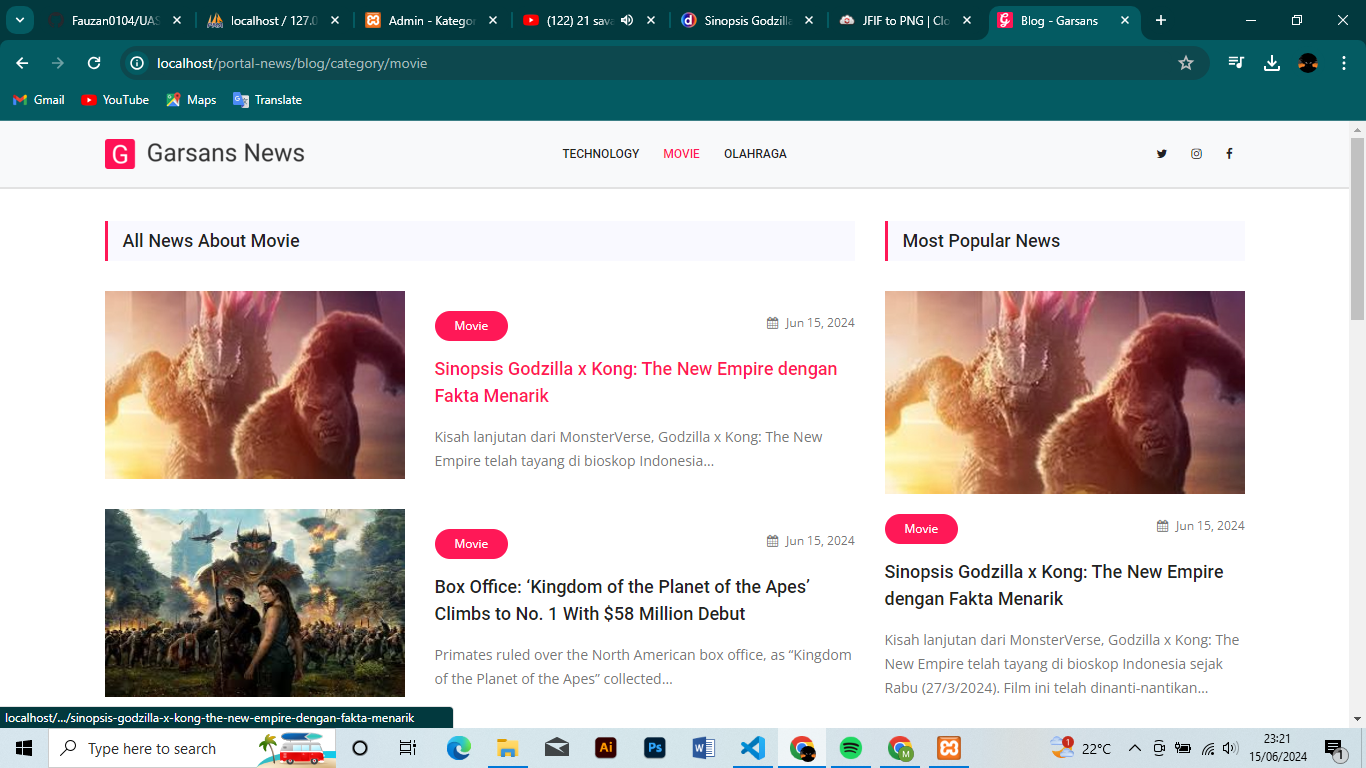 Fauzan0104/UAS
localhost / 127.0
Admin - Kategor
(122) 21 sava
Sinopsis Godzilla
JFIF to PNG | Clo
Blog - Garsans
localhost/portal-news/blog/category/movie
Gmail
YouTube
Maps
Translate
G Garsans News
TECHNOLOGY
MOVIE
OLAHRAGA
All News About Movie
Movie
Jun 15, 2024
Sinopsis Godzilla x Kong: The New Empire dengan
Fakta Menarik
Kisah lanjutan dari MonsterVerse, Godzilla x Kong: The New
Empire telah tayang di bioskop Indonesia...
Movie
Jun 15, 2024
Box Office: ‘Kingdom of the Planet of the Apes’
Climbs to No. 1 With $58 Million Debut
Primates ruled over the North American box office, as “Kingdom
of the Planet of the Apes” collected...
Most Popular News
Movie
Jun 15, 2024
Sinopsis Godzilla x Kong: The New Empire
dengan Fakta Menarik
Kisah lanjutan dari MonsterVerse, Godzilla x Kong: The
New Empire telah tayang di bioskop Indonesia sejak
Rabu (27/3/2024). Film ini telah dinanti-nantikan...
localhost/.../sinopsis-godzilla-x-kong-the-new-empire-dengan-fakta-menarik
Type here to search
Ai
Ps
W
M
1
22°C
23:21
15/06/2024
1